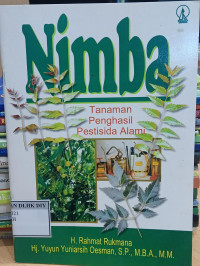 Nimba
Tanaman
Penghasil
Pestisida Alami
H. Rahmat Rukmana
Hj. Yuyun Yuniarsih Oesman, S.P., M.B.A., M.M.